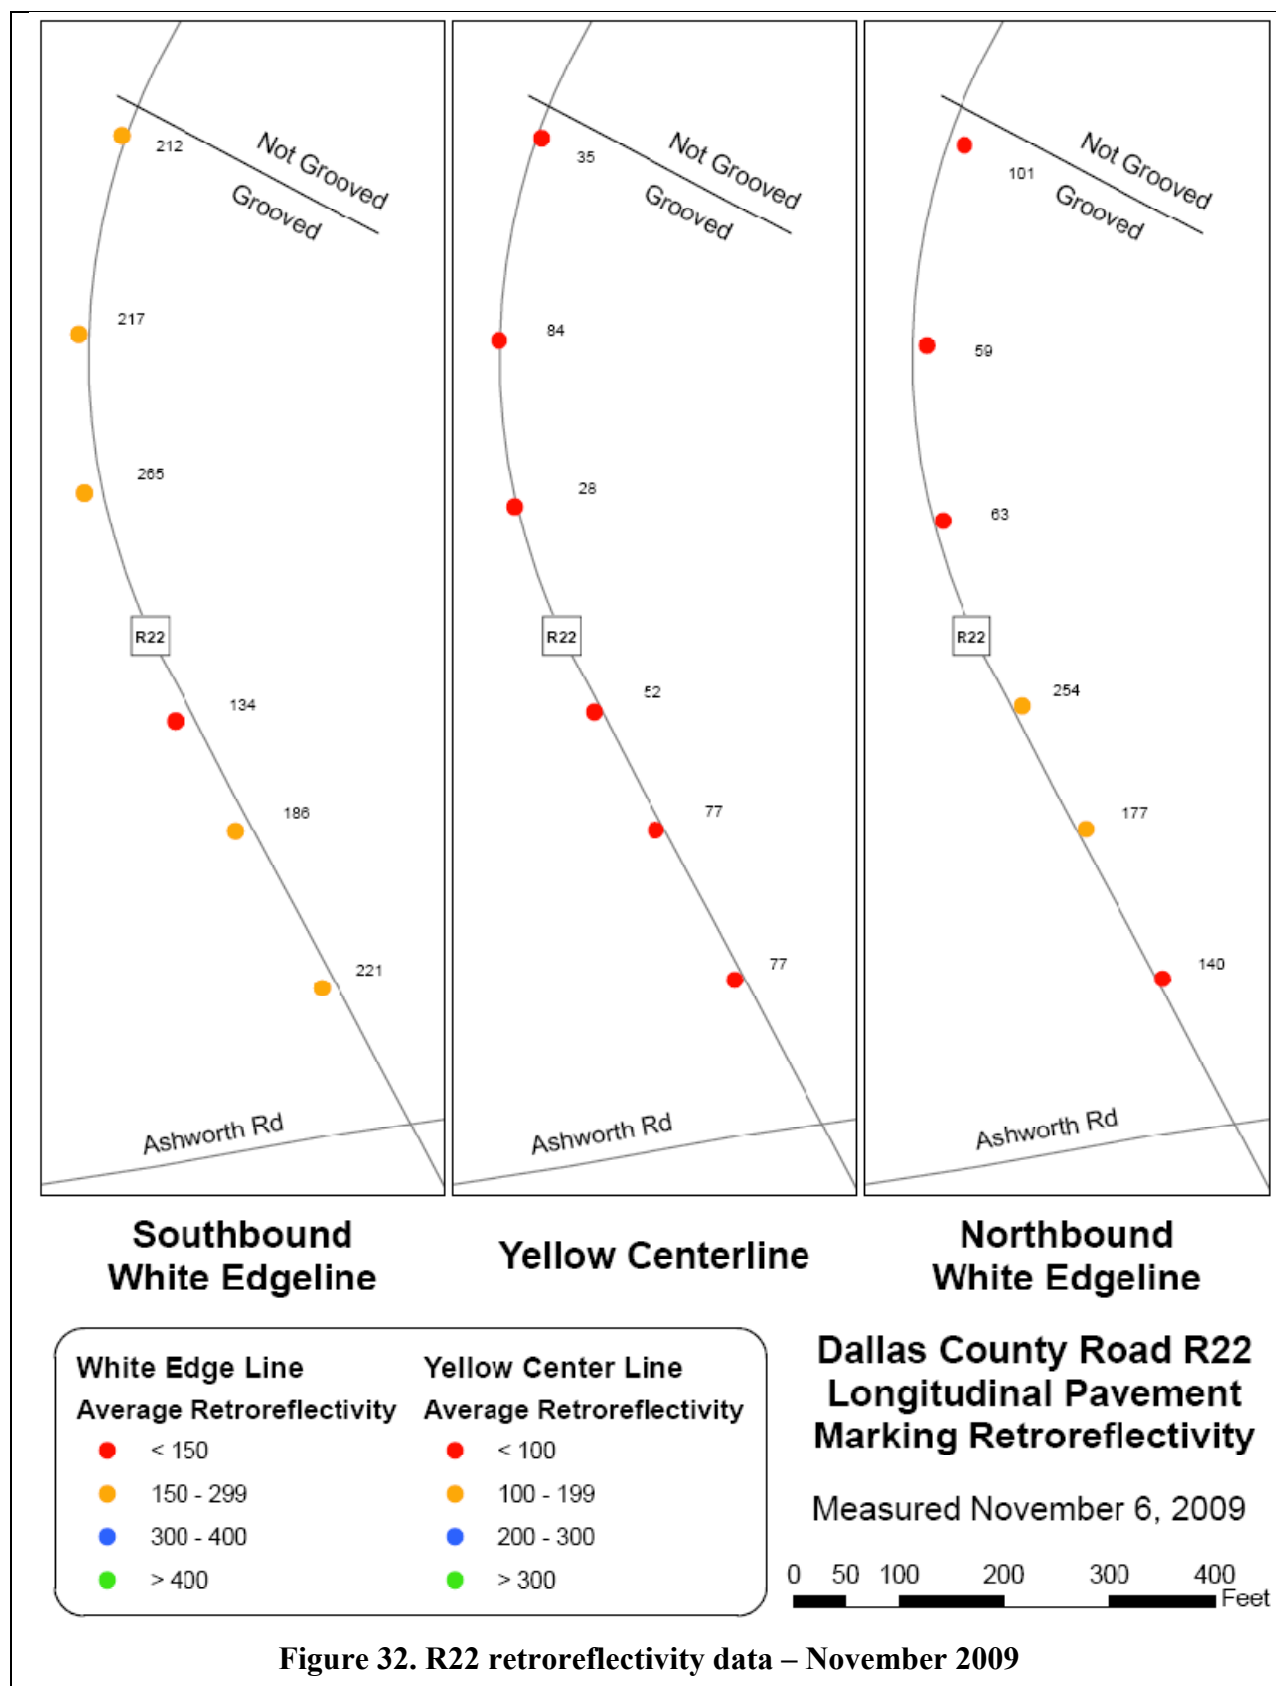 Not Grooved
Grooved
212
217
265
R22
134
186
221
Ashworth Rd
Not Grooved
Grooved
35
84
28
R22
52
77
77
Ashworth Rd
Not Grooved
Grooved
101
59
63
R22
254
177
140
Ashworth Rd
Southbound
White Edgeline
Yellow Centerline
Northbound
White Edgeline
White Edge Line
Average Retroreflectivity
< 150
150 - 299
300 - 400
> 400
Yellow Center Line
Average Retroreflectivity
< 100
100 - 199
200 - 300
> 300
Dallas County Road R22
Longitudinal Pavement
Marking Retroreflectivity
Measured November 6, 2009
0 50 100 200 300 400
Feet
Figure 32. R22 retroreflectivity data – November 2009